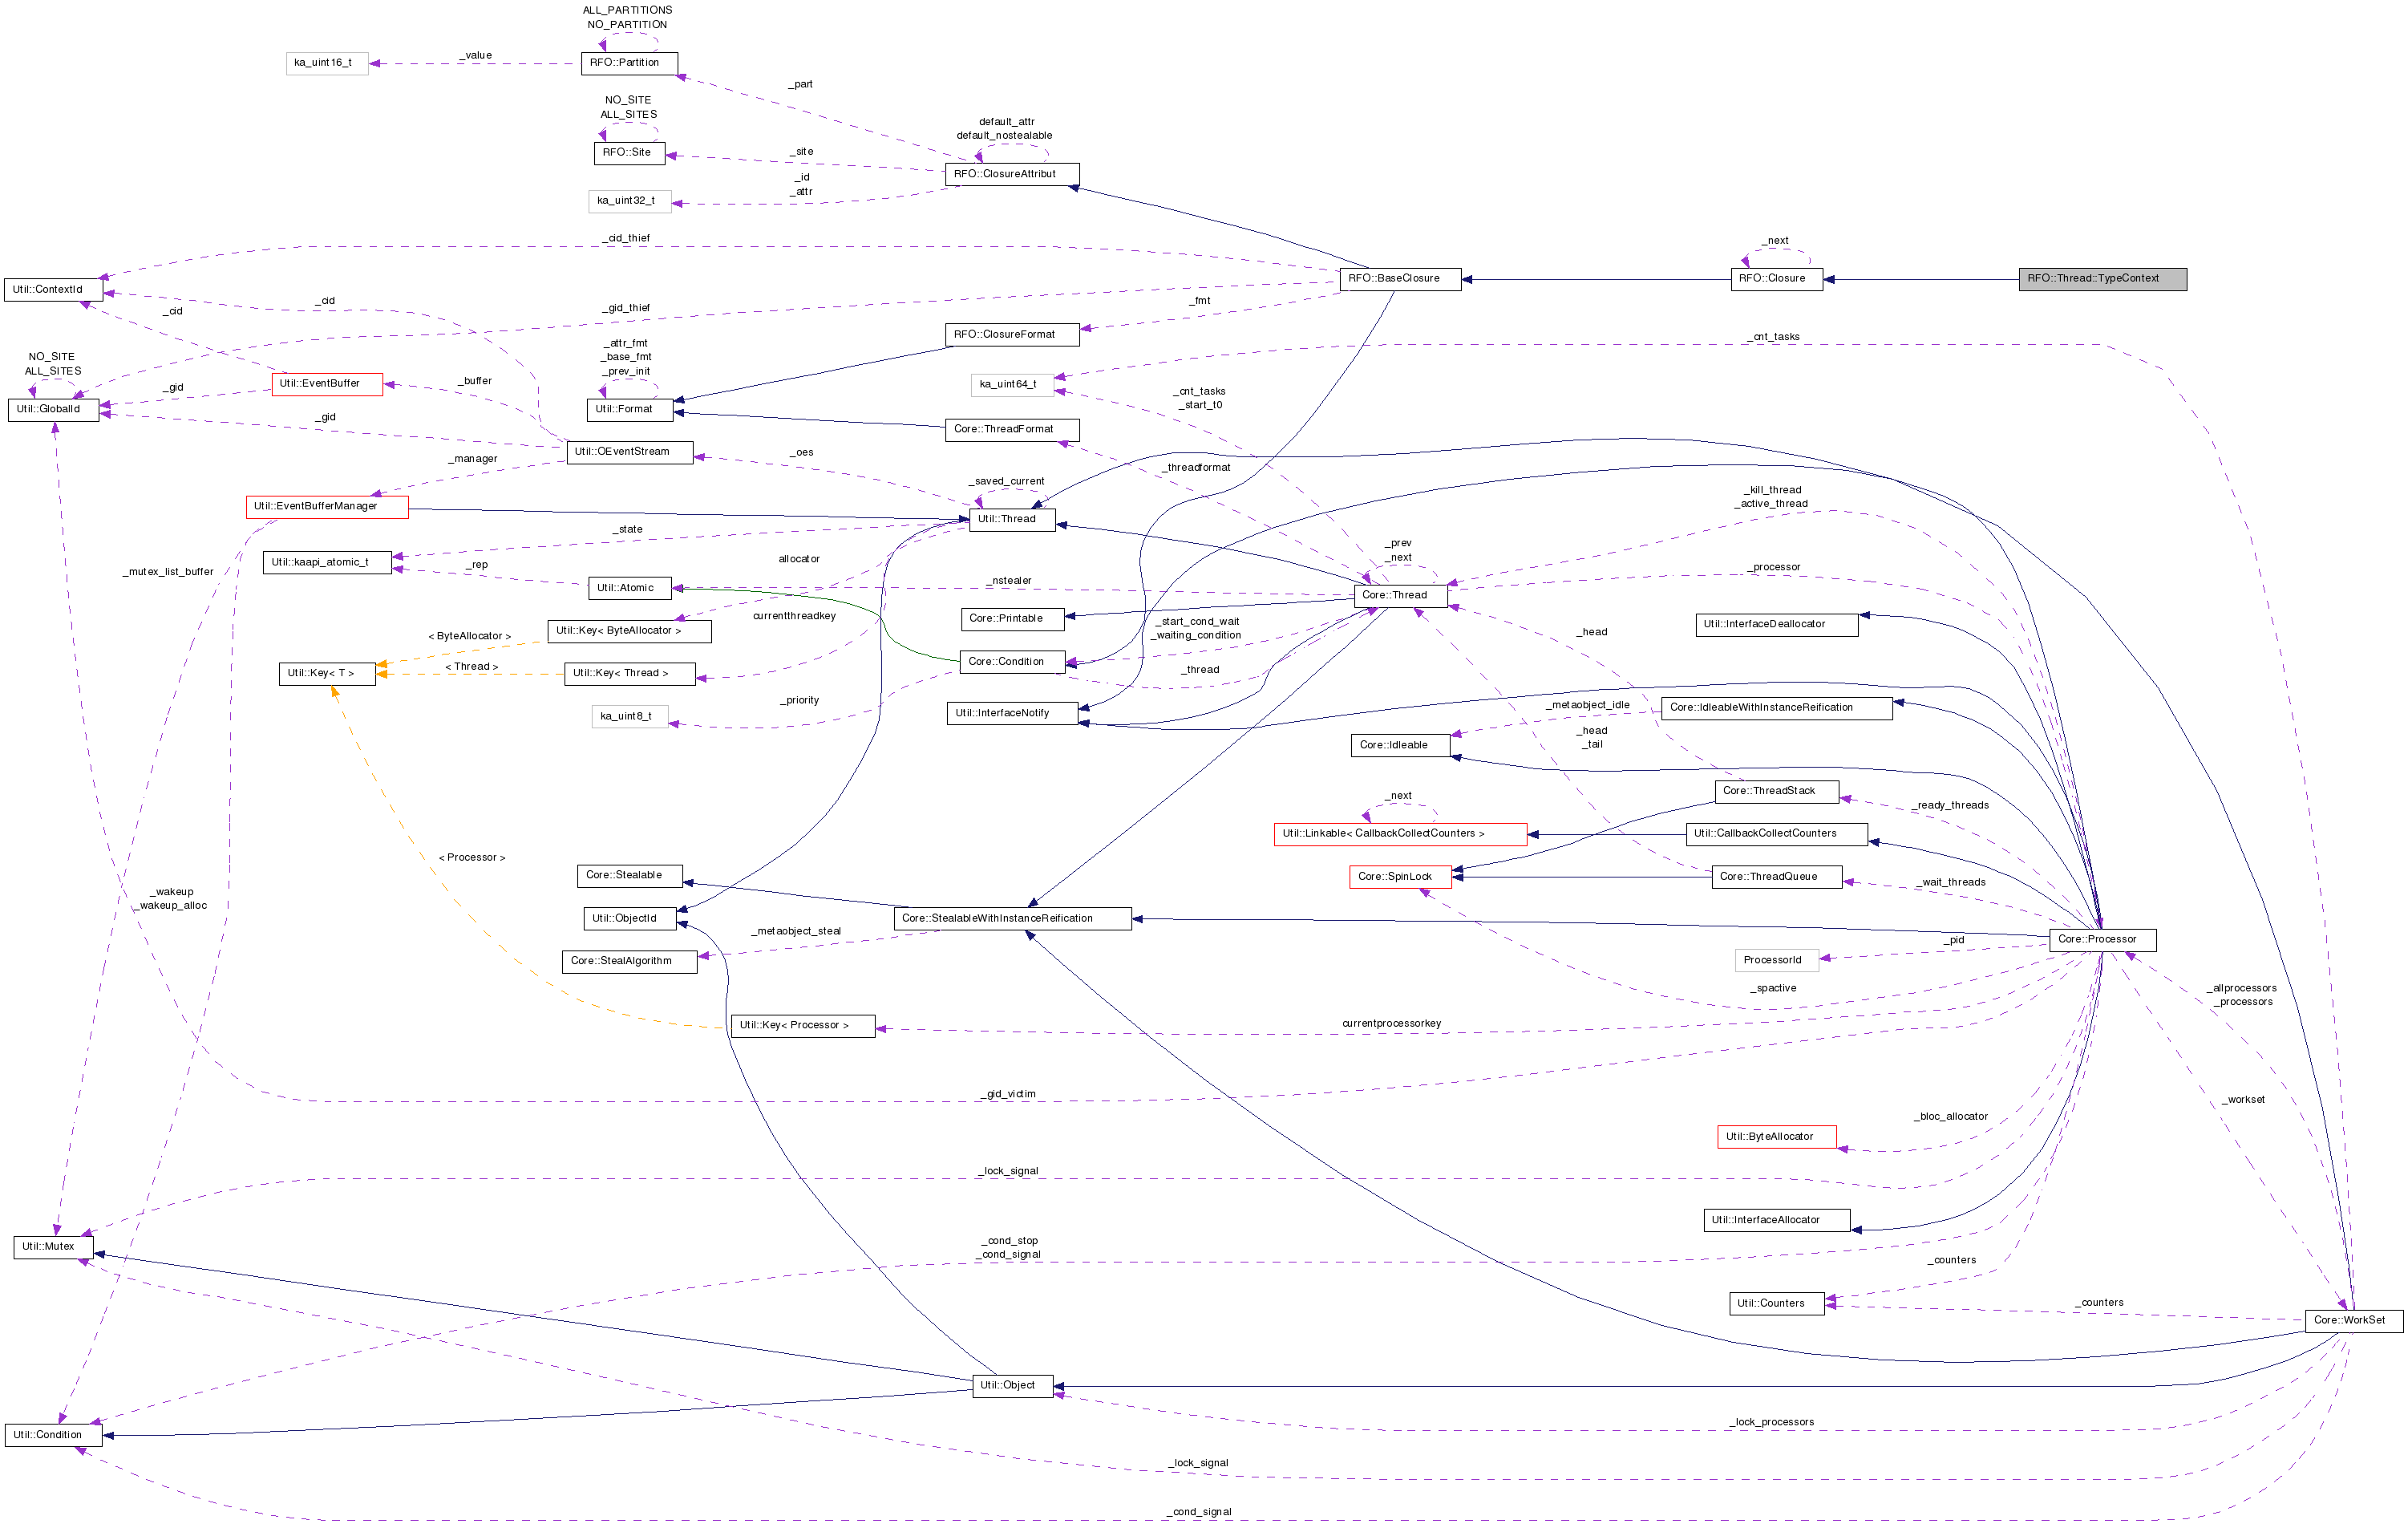 ALL_PARTITIONS
NO_PARTITION
ka_uint16_t
_value
RFO::Partition
_part
NO_SITE
ALL_SITES
RFO::Site
_site
default_attr
default_nostealable
RFO::ClosureAttribut
_id
_attr
ka_uint32_t
_cid_thief
_next
RFO::BaseClosure
RFO::Closure
RFO::Thread::TypeContext
Util::ContextId
_cid
_cid
_gid_thief
_fmt
RFO::ClosureFormat
_cnt_tasks
_attr_fmt
_base_fmt
_prev_init
NO_SITE
ALL_SITES
Util::EventBuffer
_buffer
ka_uint64_t
_gid
_cnt_tasks
_start_t0
Util::GlobalId
Util::Format
_gid
Core::ThreadFormat
Util::OEventStream
_oes
_manager
_threadformat
_saved_current
_kill_thread
_active_thread
Util::EventBufferManager
Util::Thread
_state
_prev
_next
allocator
Util::kaapi_atomic_t
_rep
_mutex_list_buffer
_processor
_nstealer
Util::Atomic
Core::Thread
Core::Printable
currentthreadkey
_start_cond_wait
_waiting_condition
Util::InterfaceDeallocator
Util::Key< ByteAllocator >
< ByteAllocator >
_head
Core::Condition
< Thread >
_thread
Util::Key< T >
Util::Key< Thread >
_priority
ka_uint8_t
Util::InterfaceNotify
_metaobject_idle
Core::IdleableWithInstanceReification
_head
_tail
Core::Idleable
Core::ThreadStack
_ready_threads
_next
Util::Linkable< CallbackCollectCounters >
Util::CallbackCollectCounters
< Processor >
Core::Stealable
Core::SpinLock
Core::ThreadQueue
_wait_threads
_wakeup
_wakeup_alloc
Util::ObjectId
Core::StealableWithInstanceReification
_metaobject_steal
Core::Processor
_pid
Core::StealAlgorithm
ProcessorId
_spactive
_allprocessors
_processors
Util::Key< Processor >
currentprocessorkey
_gid_victim
_workset
_bloc_allocator
Util::ByteAllocator
_lock_signal
Util::InterfaceAllocator
Util::Mutex
_cond_stop
_cond_signal
_counters
Util::Counters
_counters
Core::WorkSet
Util::Object
_lock_processors
Util::Condition
_lock_signal
_cond_signal